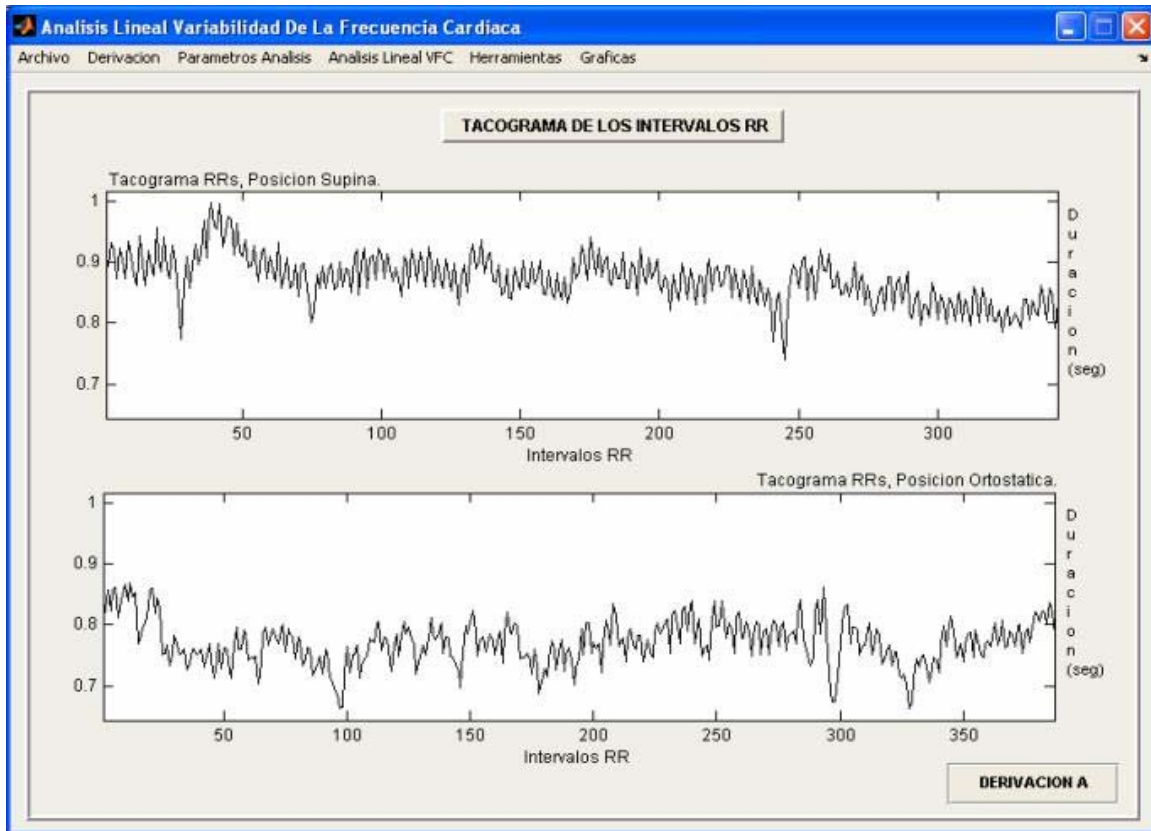 Analisis Lineal Variabilidad De La Frecuencia Cardiaca
Archivo Derivacion Parametros Analisis Analisis Lineal VFC Herramientas Graficas
TACOGRAMA DE LOS INTERVALOS RR
Tacograma RRs, Posicion Supina.
1
0.9
0.8
0.7
50 100 150 200 250 300
Intervalos RR
Duracion
(seg)
Tacograma RRs, Posicion Ortostatica.
1
0.9
0.8
0.7
50 100 150 200 250 300 350
Intervalos RR
Duracion
(seg)
DERIVACION A